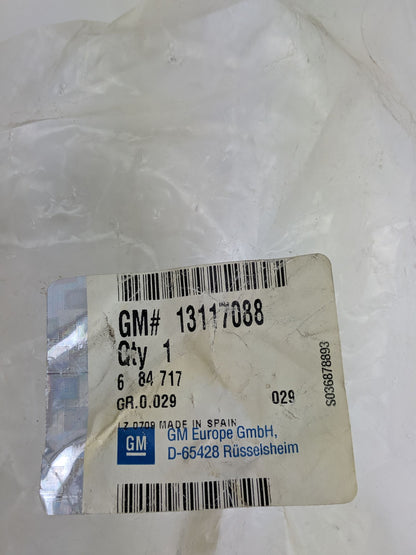 GM# 13117088
Qty 1
6 84 717
GR.0.029 029
LZ 0709 MADE IN SPAIN
GM
GM Europe GmbH,
D-65428 Rüsselsheim
S036878893